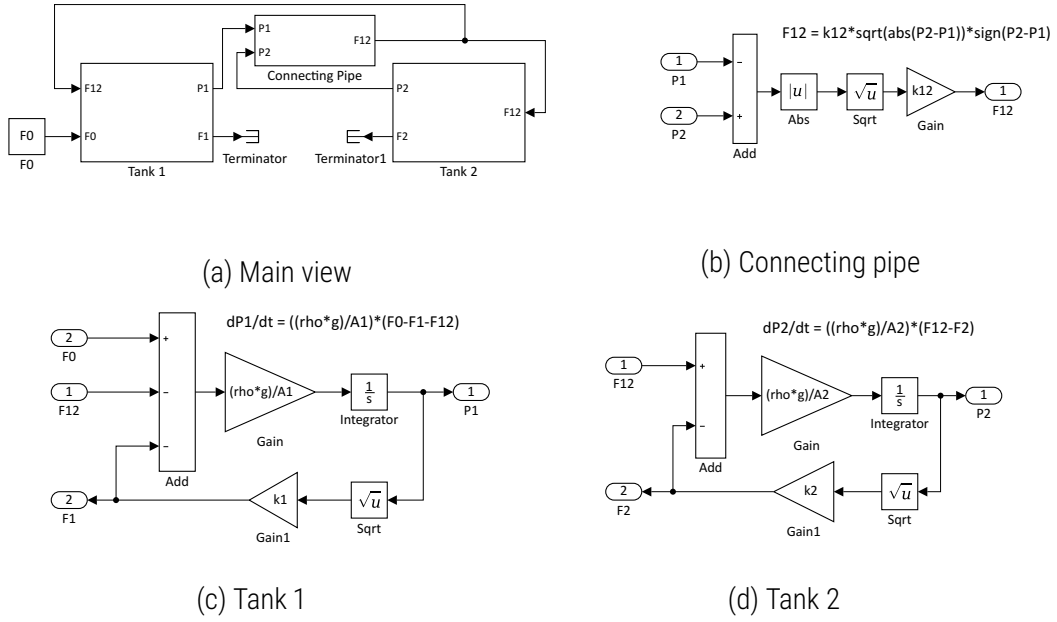 P1
P2
F12
Connecting Pipe
F12
F0
P1
F1
Tank 1
F0
F0
Terminator
Terminator1
P2
F2
F12
Tank 2
(a) Main view
F12 = k12*sqrt(abs(P2-P1))*sign(P2-P1)
1
P1
2
P2
−
+
Add
|u|
Abs
√u
Sqrt
k12
Gain
1
F12
(b) Connecting pipe
dP1/dt = ((rho*g)/A1)*(F0-F1-F12)
2
F0
1
F12
+
−
−
Add
(rho*g)/A1
Gain
1
s
Integrator
1
P1
2
F1
k1
Gain1
√u
Sqrt
(c) Tank 1
dP2/dt = ((rho*g)/A2)*(F12-F2)
1
F12
+
−
Add
(rho*g)/A2
Gain
1
s
Integrator
1
P2
2
F2
k2
Gain1
√u
Sqrt
(d) Tank 2